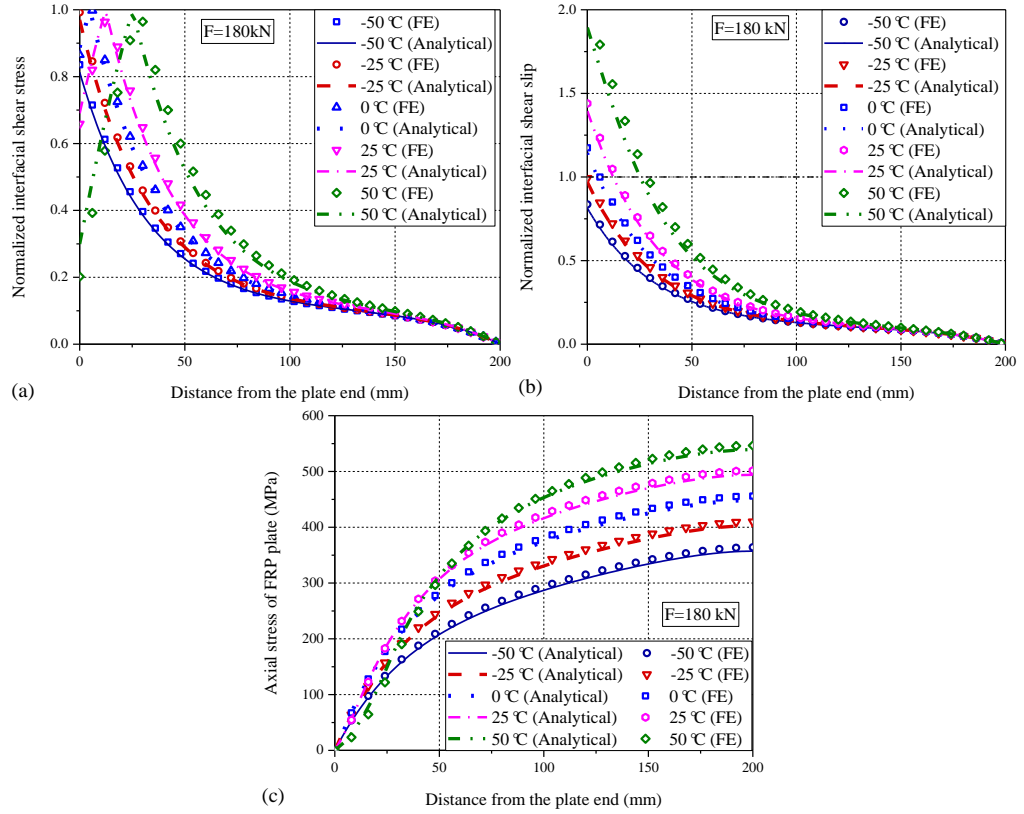 1.0
0.8
0.6
0.4
0.2
0.0
0
50
100
150
200
Normalized interfacial shear stress
Distance from the plate end (mm)
F=180kN
-50 ℃ (FE)
-50 ℃ (Analytical)
-25 ℃ (FE)
-25 ℃ (Analytical)
0 ℃ (FE)
0 ℃ (Analytical)
25 ℃ (FE)
25 ℃ (Analytical)
50 ℃ (FE)
50 ℃ (Analytical)
(a)
2.0
1.5
1.0
0.5
0.0
0
50
100
150
200
Normalized interfacial shear slip
Distance from the plate end (mm)
F=180 kN
-50 ℃ (FE)
-50 ℃ (Analytical)
-25 ℃ (FE)
-25 ℃ (Analytical)
0 ℃ (FE)
0 ℃ (Analytical)
25 ℃ (FE)
25 ℃ (Analytical)
50 ℃ (FE)
50 ℃ (Analytical)
(b)
600
500
400
300
200
100
0
0
50
100
150
200
Axial stress of FRP plate (MPa)
Distance from the plate end (mm)
F=180 kN
-50 ℃ (Analytical)
-50 ℃ (FE)
-25 ℃ (Analytical)
-25 ℃ (FE)
0 ℃ (Analytical)
0 ℃ (FE)
25 ℃ (Analytical)
25 ℃ (FE)
50 ℃ (Analytical)
50 ℃ (FE)
(c)